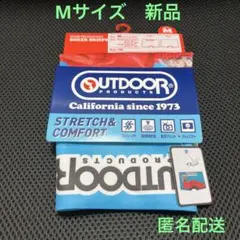 Mサイズ 新品
M
OUTDOOR
PRODUCTS
California since 1973
STRETCH&
COMFORT
OUTDOOR
PRODUCTS
匿名配送